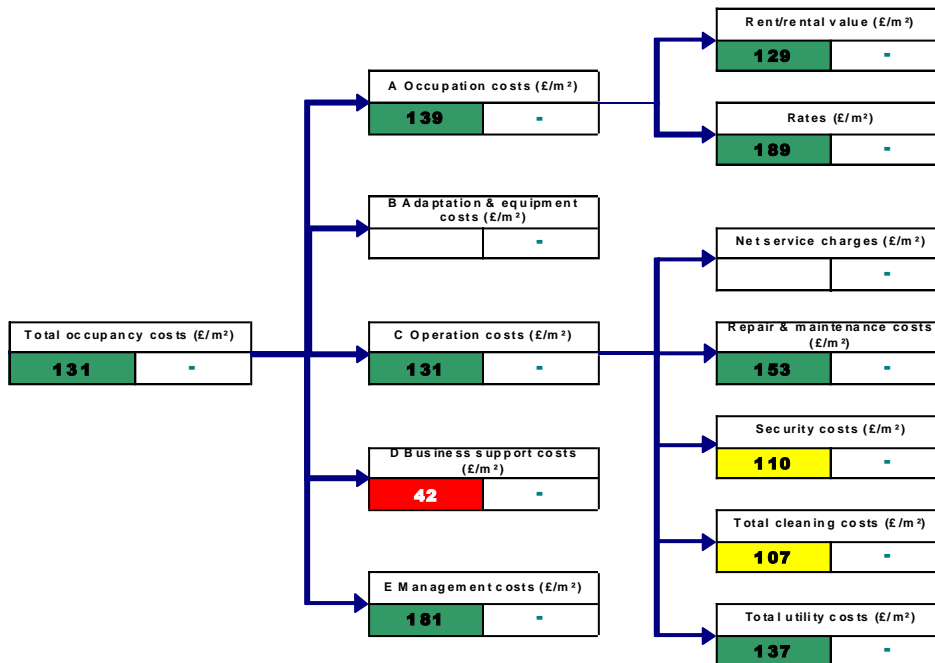 Rent/rental value (£/m²)
129 -
A Occupation costs (£/m²)
139 -
Rates (£/m²)
189 -
B Adaptation & equipment
costs (£/m²)
-
Net service charges (£/m²)
-
Total occupancy costs (£/m²)
131 -
C Operation costs (£/m²)
131 -
Repair & maintenance costs
(£/m²)
153 -
Security costs (£/m²)
110 -
D Business support costs
(£/m²)
42 -
Total cleaning costs (£/m²)
107 -
E Management costs (£/m²)
181 -
Total utility costs (£/m²)
137 -